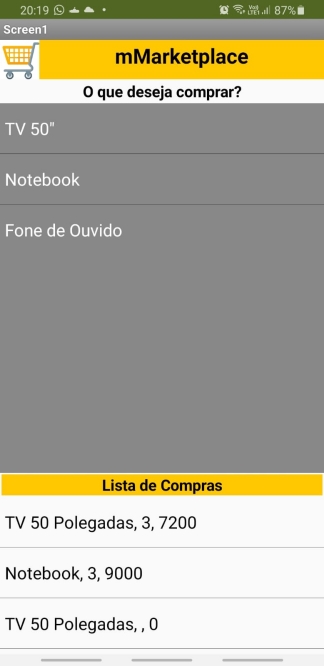 20:19 87%
Screen1
mMarketplace
O que deseja comprar?
TV 50"
Notebook
Fone de Ouvido
Lista de Compras
TV 50 Polegadas, 3, 7200
Notebook, 3, 9000
TV 50 Polegadas, , 0